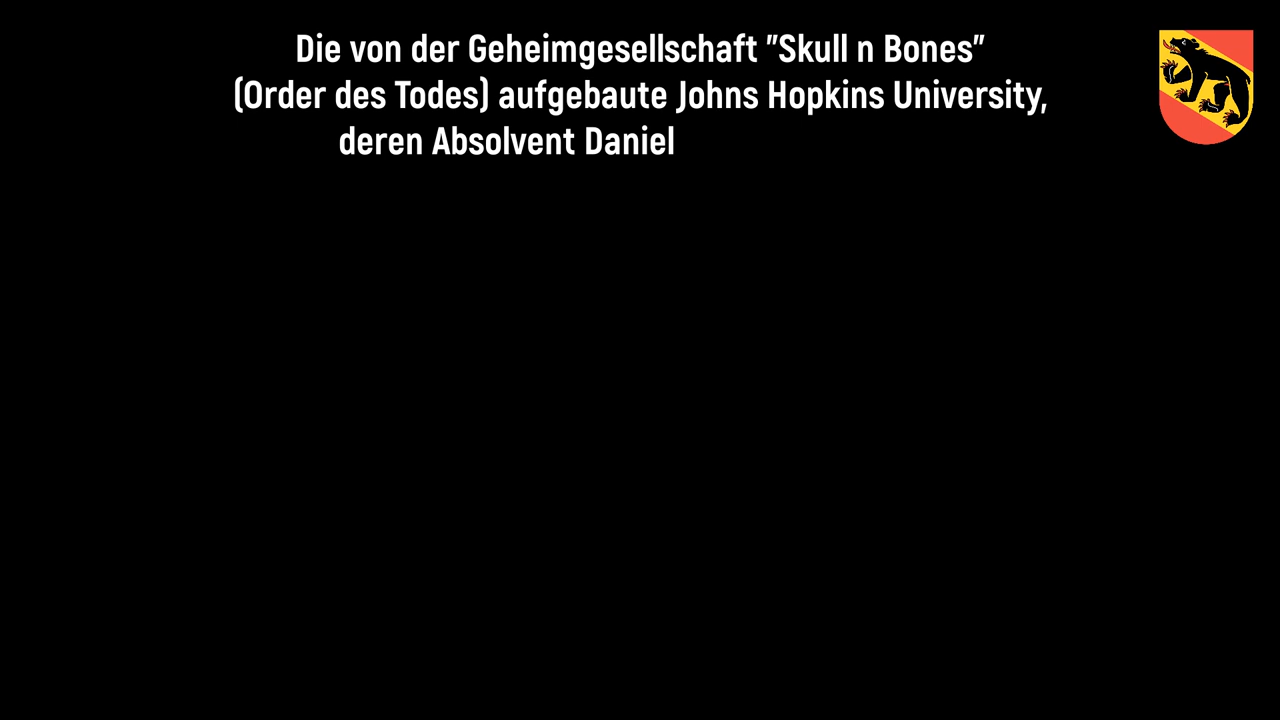 Die von der Geheimgesellschaft "Skull n Bones"
(Order des Todes) aufgebaute Johns Hopkins University,
deren Absolvent Daniel